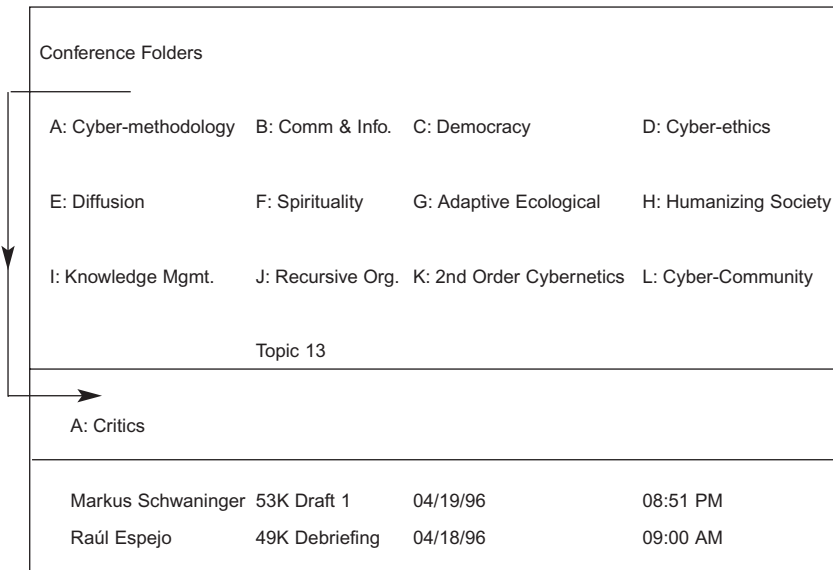 Conference Folders
A: Cyber-methodology B: Comm & Info. C: Democracy D: Cyber-ethics
E: Diffusion F: Spirituality G: Adaptive Ecological H: Humanizing Society
I: Knowledge Mgmt. J: Recursive Org. K: 2nd Order Cybernetics L: Cyber-Community
Topic 13
A: Critics
Markus Schwaninger 53K Draft 1 04/19/96 08:51 PM
Raúl Espejo 49K Debriefing 04/18/96 09:00 AM